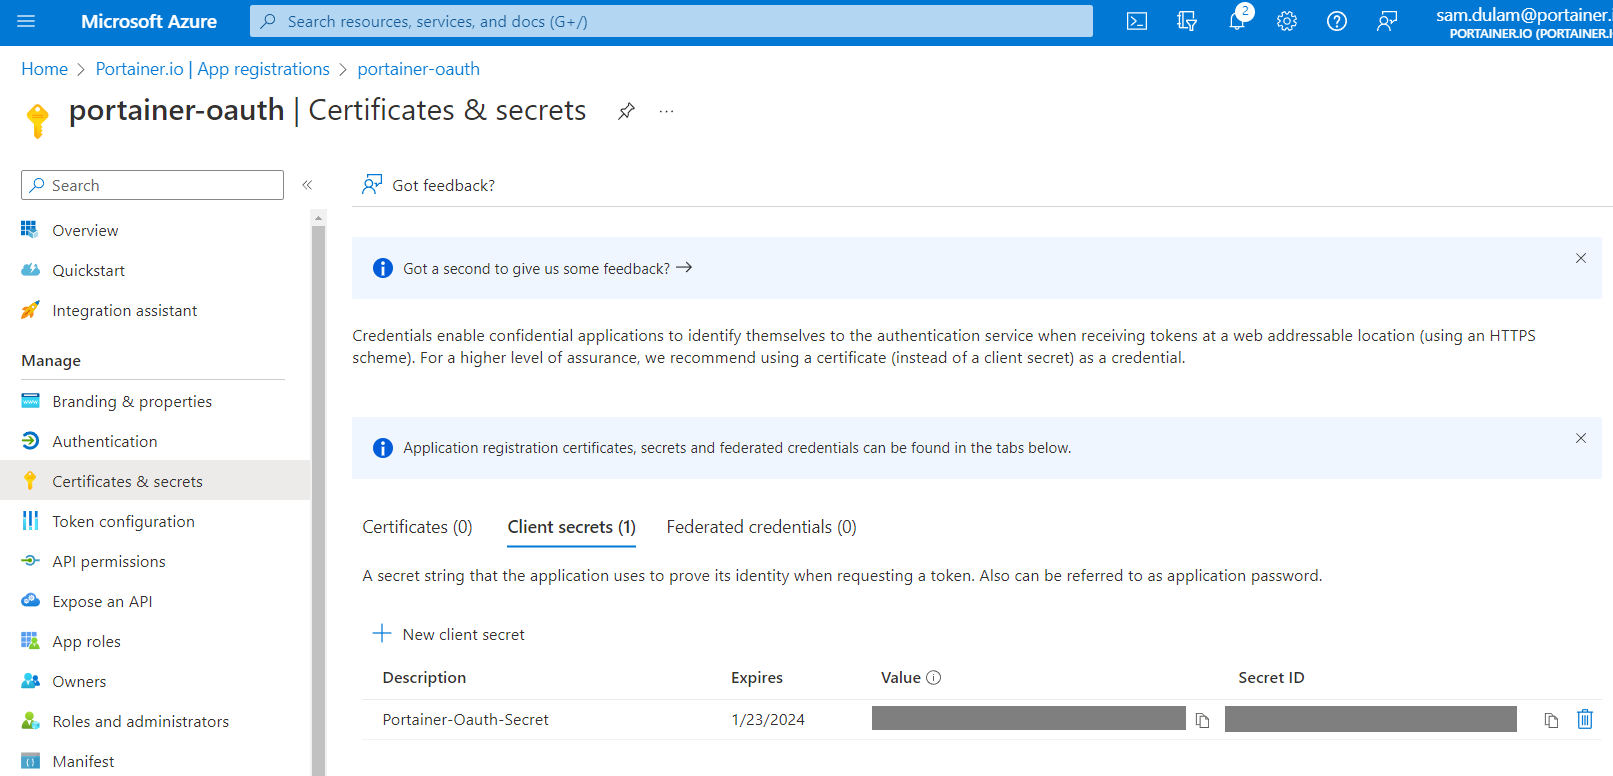 Microsoft Azure
Search resources, services, and docs (G+/)
2
sam.dulam@portainer.i
PORTAINER.IO (PORTAINER.I
Home > Portainer.io | App registrations > portainer-oauth
portainer-oauth | Certificates & secrets
Search
Overview
Quickstart
Integration assistant
Manage
Branding & properties
Authentication
Certificates & secrets
Token configuration
API permissions
Expose an API
App roles
Owners
Roles and administrators
Manifest
Got feedback?
Got a second to give us some feedback?
Credentials enable confidential applications to identify themselves to the authentication service when receiving tokens at a web addressable location (using an HTTPS
scheme). For a higher level of assurance, we recommend using a certificate (instead of a client secret) as a credential.
Application registration certificates, secrets and federated credentials can be found in the tabs below.
Certificates (0) Client secrets (1) Federated credentials (0)
A secret string that the application uses to prove its identity when requesting a token. Also can be referred to as application password.
New client secret
Description Expires Value Secret ID
Portainer-Oauth-Secret 1/23/2024